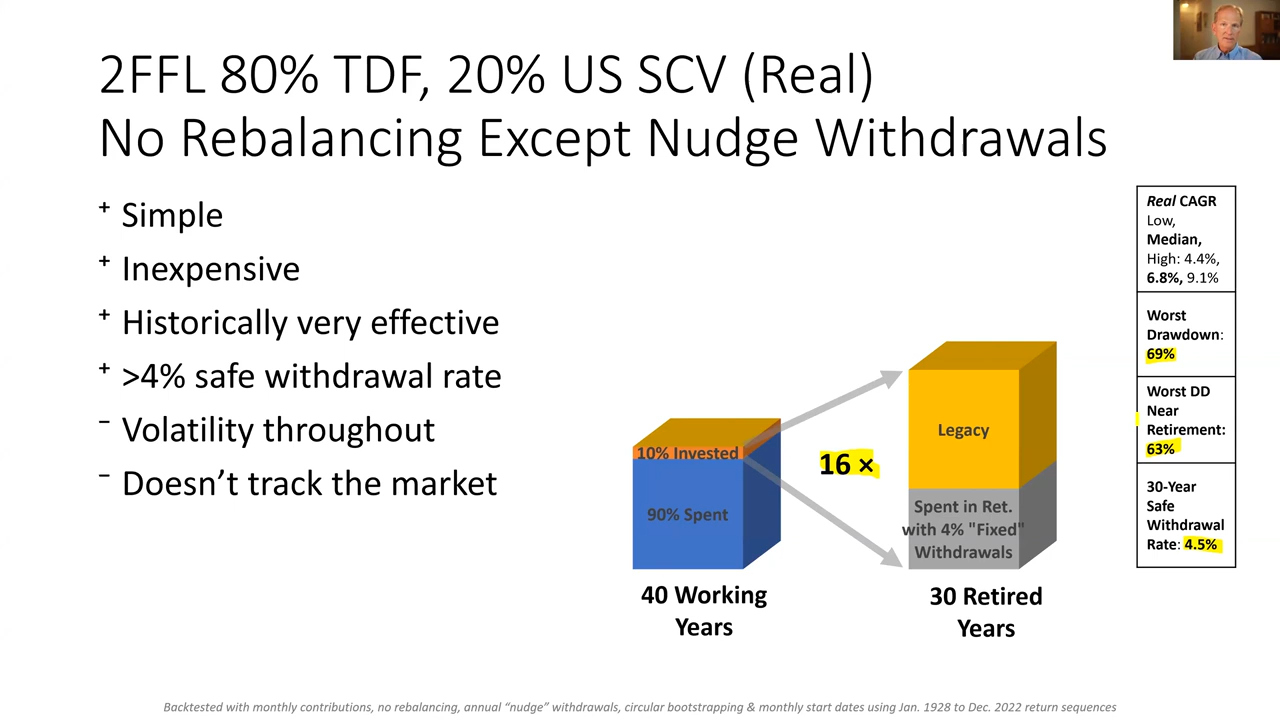 2FFL 80% TDF, 20% US SCV (Real)
No Rebalancing Except Nudge Withdrawals
+ Simple
+ Inexpensive
+ Historically very effective
+ >4% safe withdrawal rate
− Volatility throughout
− Doesn’t track the market
10% Invested
90% Spent
40 Working
Years
16 ×
Legacy
Spent in Ret.
with 4% "Fixed"
Withdrawals
30 Retired
Years
Real CAGR
Low,
Median,
High: 4.4%,
6.8%, 9.1%
Worst
Drawdown:
69%
Worst DD
Near
Retirement:
63%
30-Year
Safe
Withdrawal
Rate: 4.5%
Backtested with monthly contributions, no rebalancing, annual “nudge” withdrawals, circular bootstrapping & monthly start dates using Jan. 1928 to Dec. 2022 return sequences